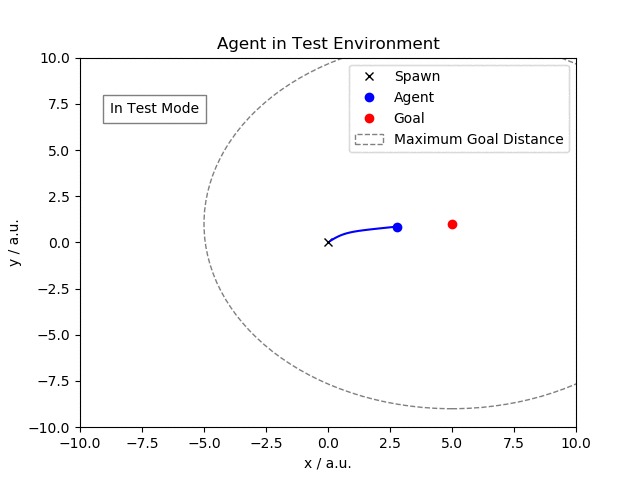 Agent in Test Environment
10.0
7.5
5.0
2.5
0.0
−2.5
−5.0
−7.5
−10.0
y / a.u.
In Test Mode
Spawn
Agent
Goal
Maximum Goal Distance
−10.0 −7.5 −5.0 −2.5 0.0 2.5 5.0 7.5 10.0
x / a.u.